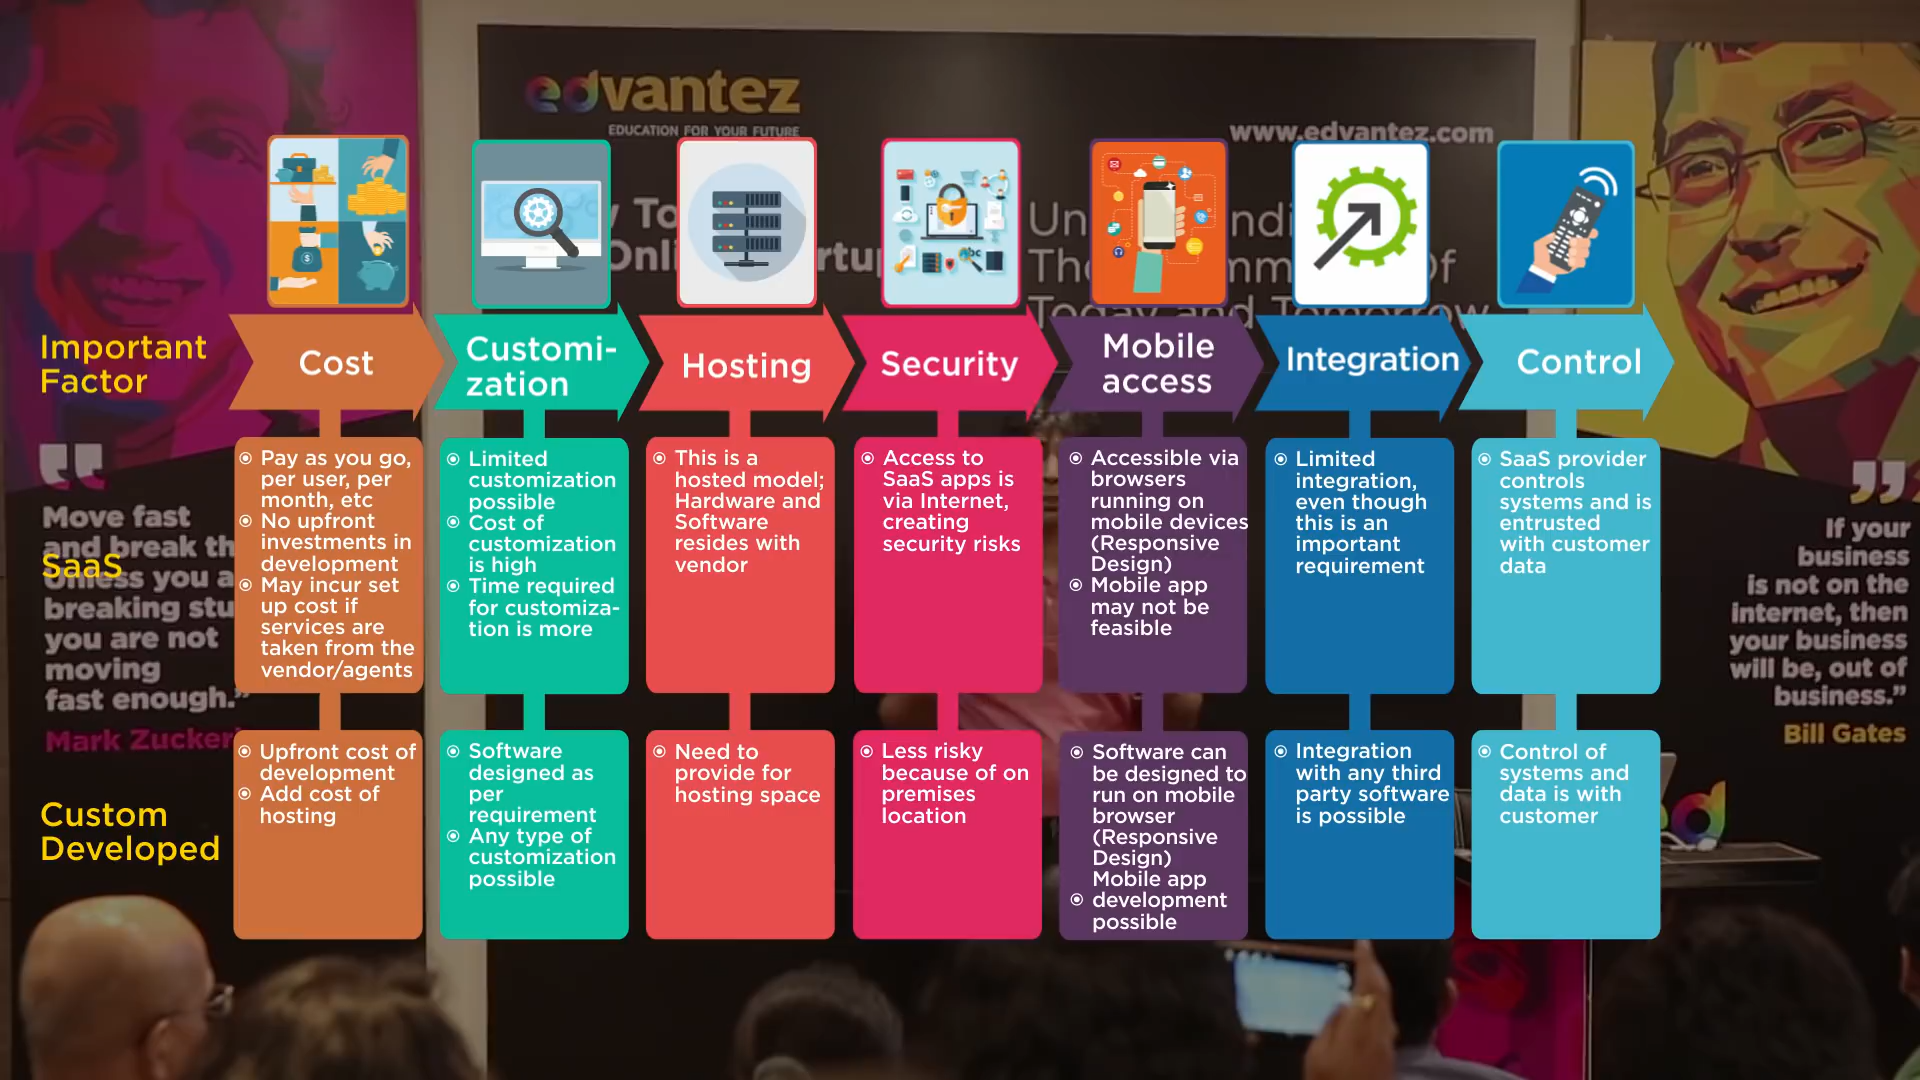 edvantez
EDUCATION FOR YOUR FUTURE
www.edvantez.com
Today and Tomorrow
Important
Factor
Cost
Customi-
zation
Hosting
Security
Mobile
access
Integration
Control
SaaS
Pay as you go,
per user, per
month, etc
No upfront
investments in
development
May incur set
up cost if
services are
taken from the
vendor/agents
Limited
customization
possible
Cost of
customization
is high
Time required
for customiza-
tion is more
This is a
hosted model;
Hardware and
Software
resides with
vendor
Access to
SaaS apps is
via Internet,
creating
security risks
Accessible via
browsers
running on
mobile devices
(Responsive
Design)
Mobile app
may not be
feasible
Limited
integration,
even though
this is an
important
requirement
SaaS provider
controls
systems and is
entrusted
with customer
data
Custom
Developed
Upfront cost of
development
Add cost of
hosting
Software
designed as
per
requirement
Any type of
customization
possible
Need to
provide for
hosting space
Less risky
because of on
premises
location
Software can
be designed to
run on mobile
browser
(Responsive
Design)
Mobile app
development
possible
Integration
with any third
party software
is possible
Control of
systems and
data is with
customer
Move fast
and break
you
breaking
you are not
moving
fast enough.”
Mark
If your
business
is not on the
internet, then
your business
will be, out of
business.”
Bill Gates